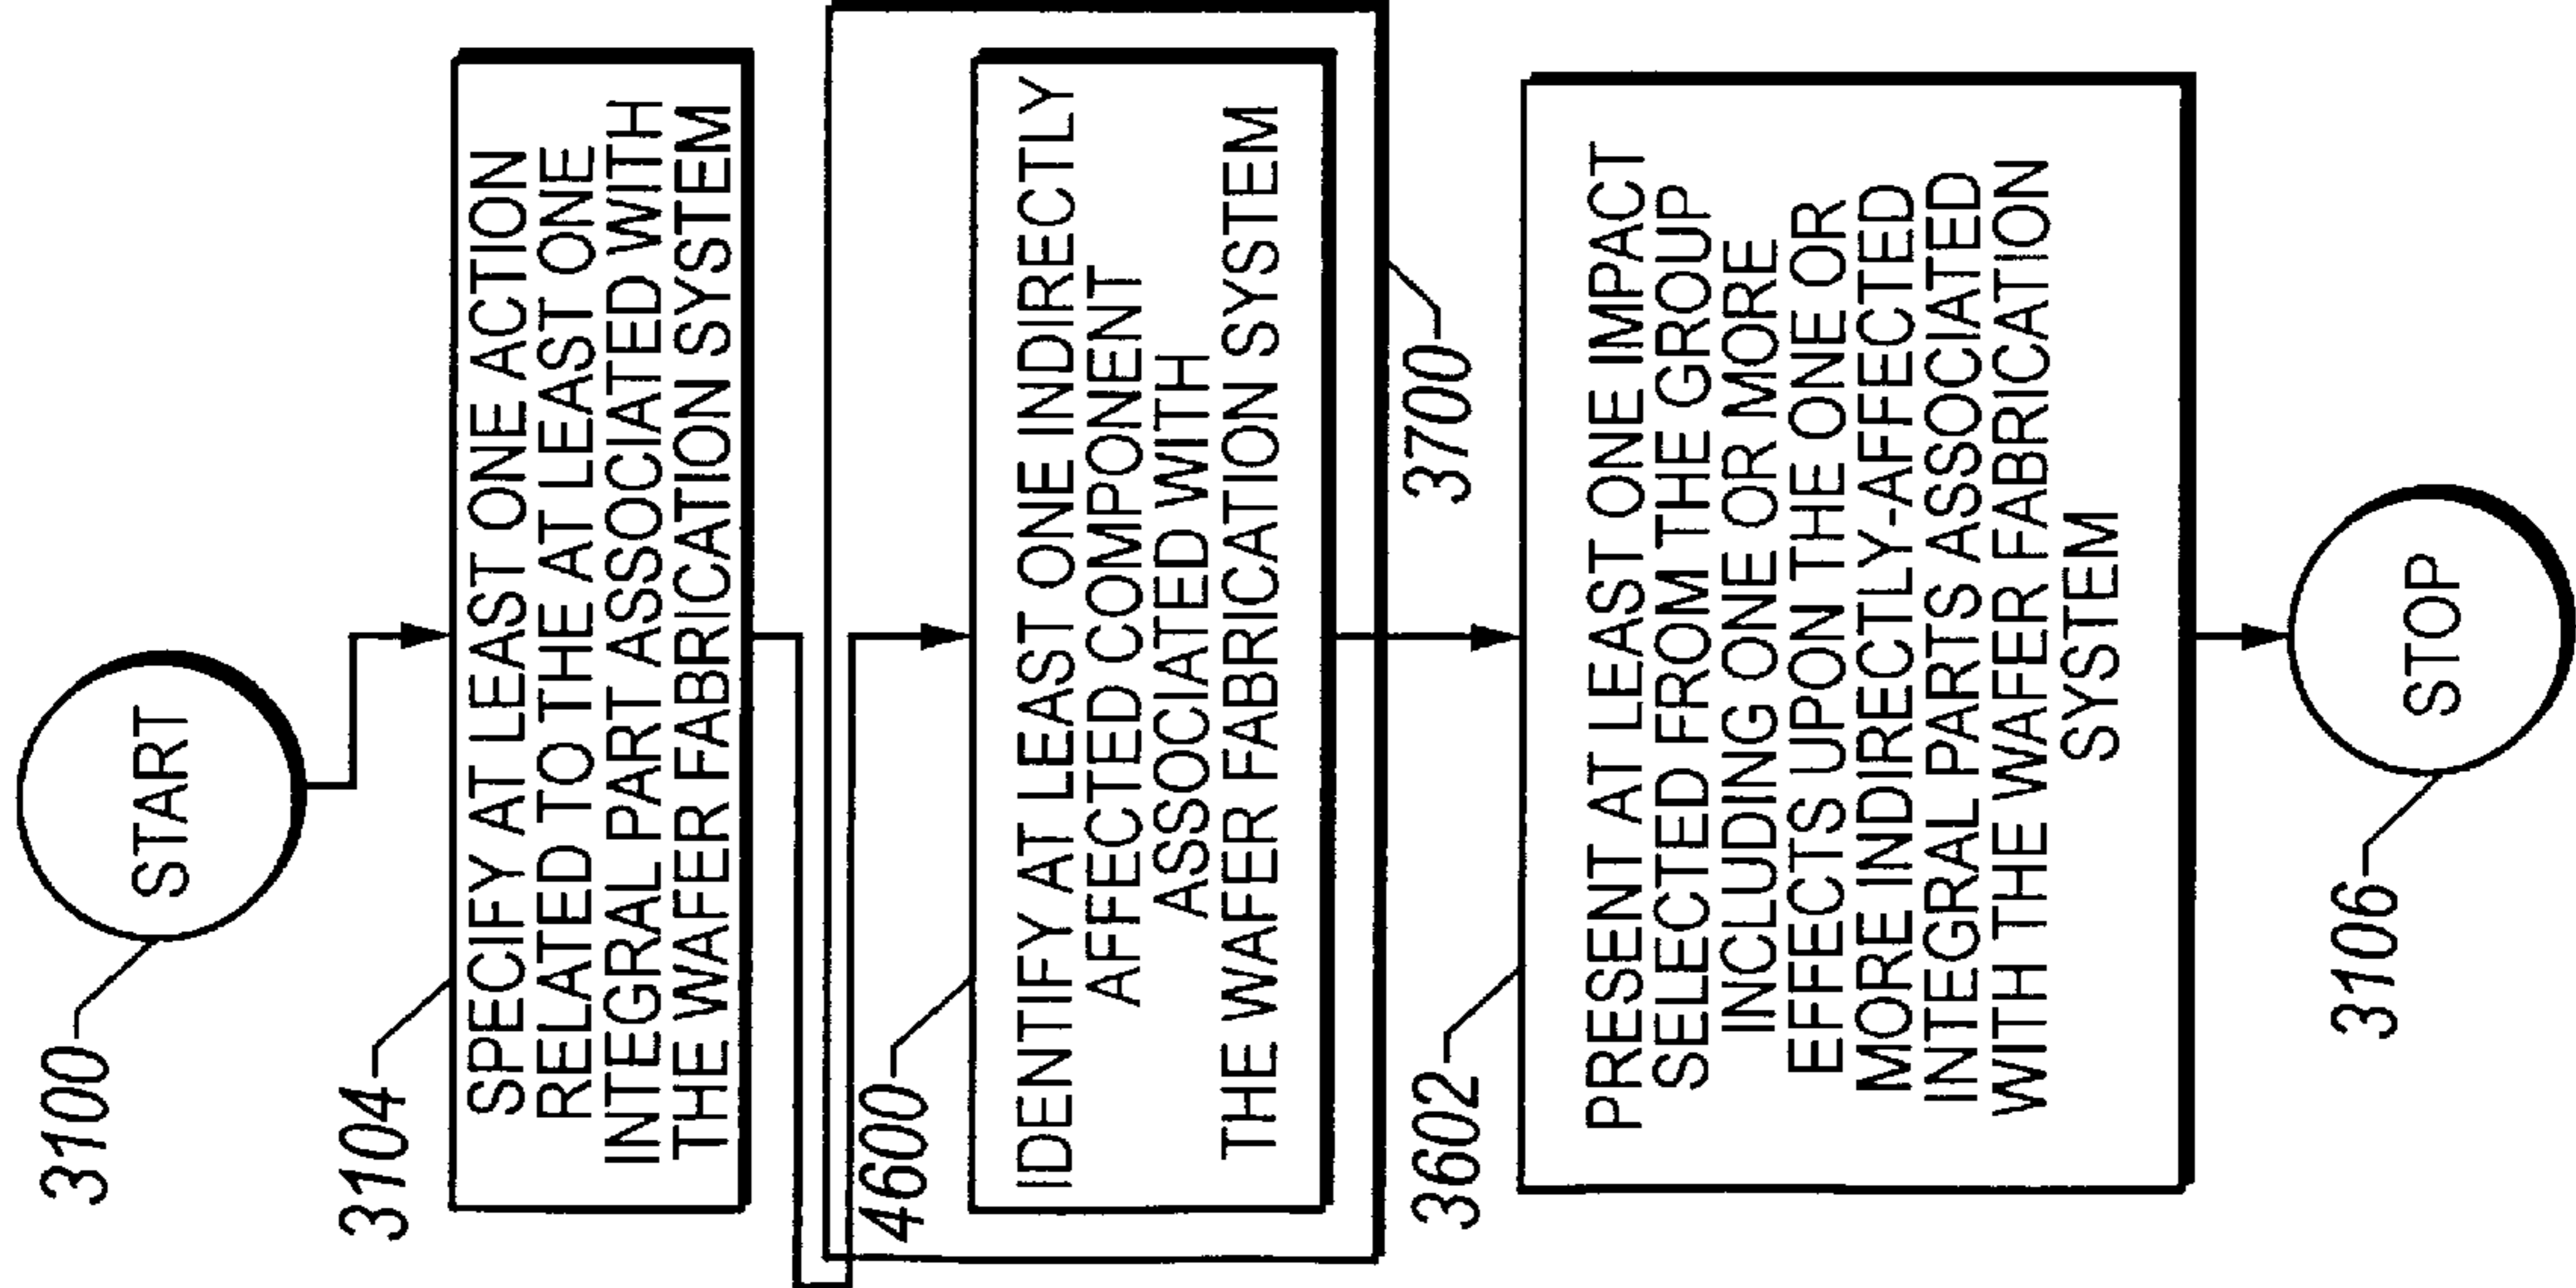 3100
START
3104
SPECIFY AT LEAST ONE ACTION
RELATED TO THE AT LEAST ONE
INTEGRAL PART ASSOCIATED WITH
THE WAFER FABRICATION SYSTEM
4600
IDENTIFY AT LEAST ONE INDIRECTLY
AFFECTED COMPONENT
ASSOCIATED WITH
THE WAFER FABRICATION SYSTEM
3700
3602
PRESENT AT LEAST ONE IMPACT
SELECTED FROM THE GROUP
INCLUDING ONE OR MORE
EFFECTS UPON THE ONE OR
MORE INDIRECTLY-AFFECTED
INTEGRAL PARTS ASSOCIATED
WITH THE WAFER FABRICATION
SYSTEM
3106
STOP